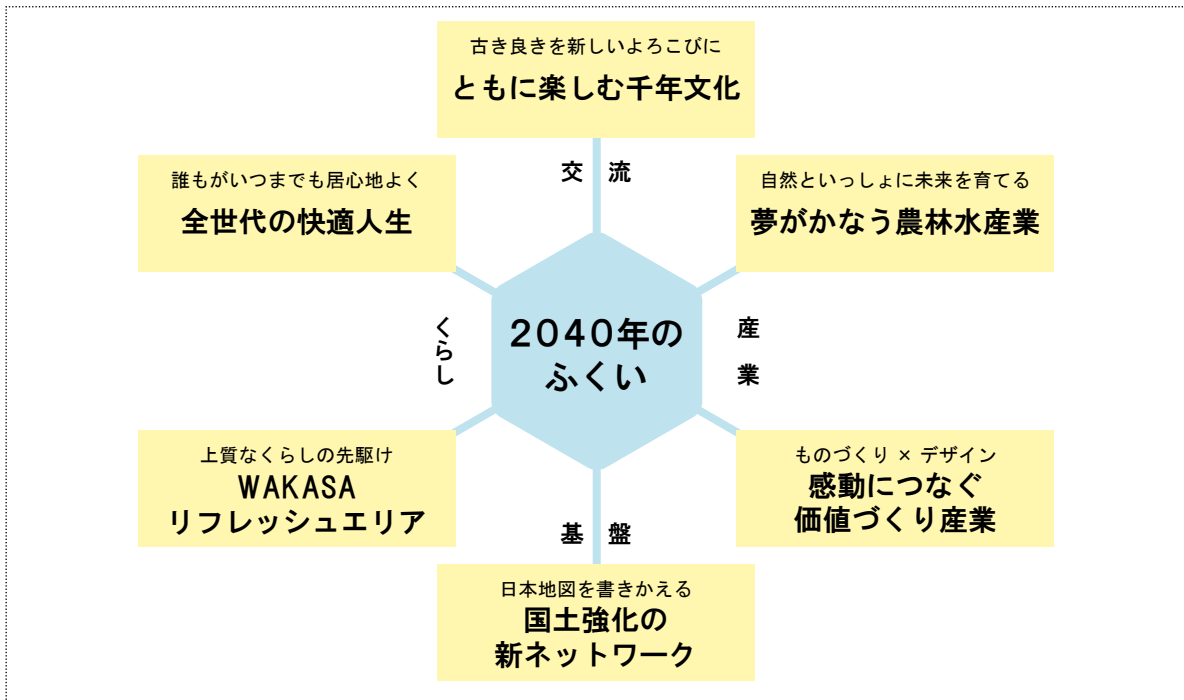 古き良きを新しいよろこびに
ともに楽しむ千年文化
交 流
誰もがいつまでも居心地よく
全世代の快適人生
自然といっしょに未来を育てる
夢がかなう農林水産業
くらし
2040年の
ふくい
産業
上質なくらしの先駆け
WAKASA
リフレッシュエリア
ものづくり × デザイン
感動につなぐ
価値づくり産業
基 盤
日本地図を書きかえる
国土強化の
新ネットワーク